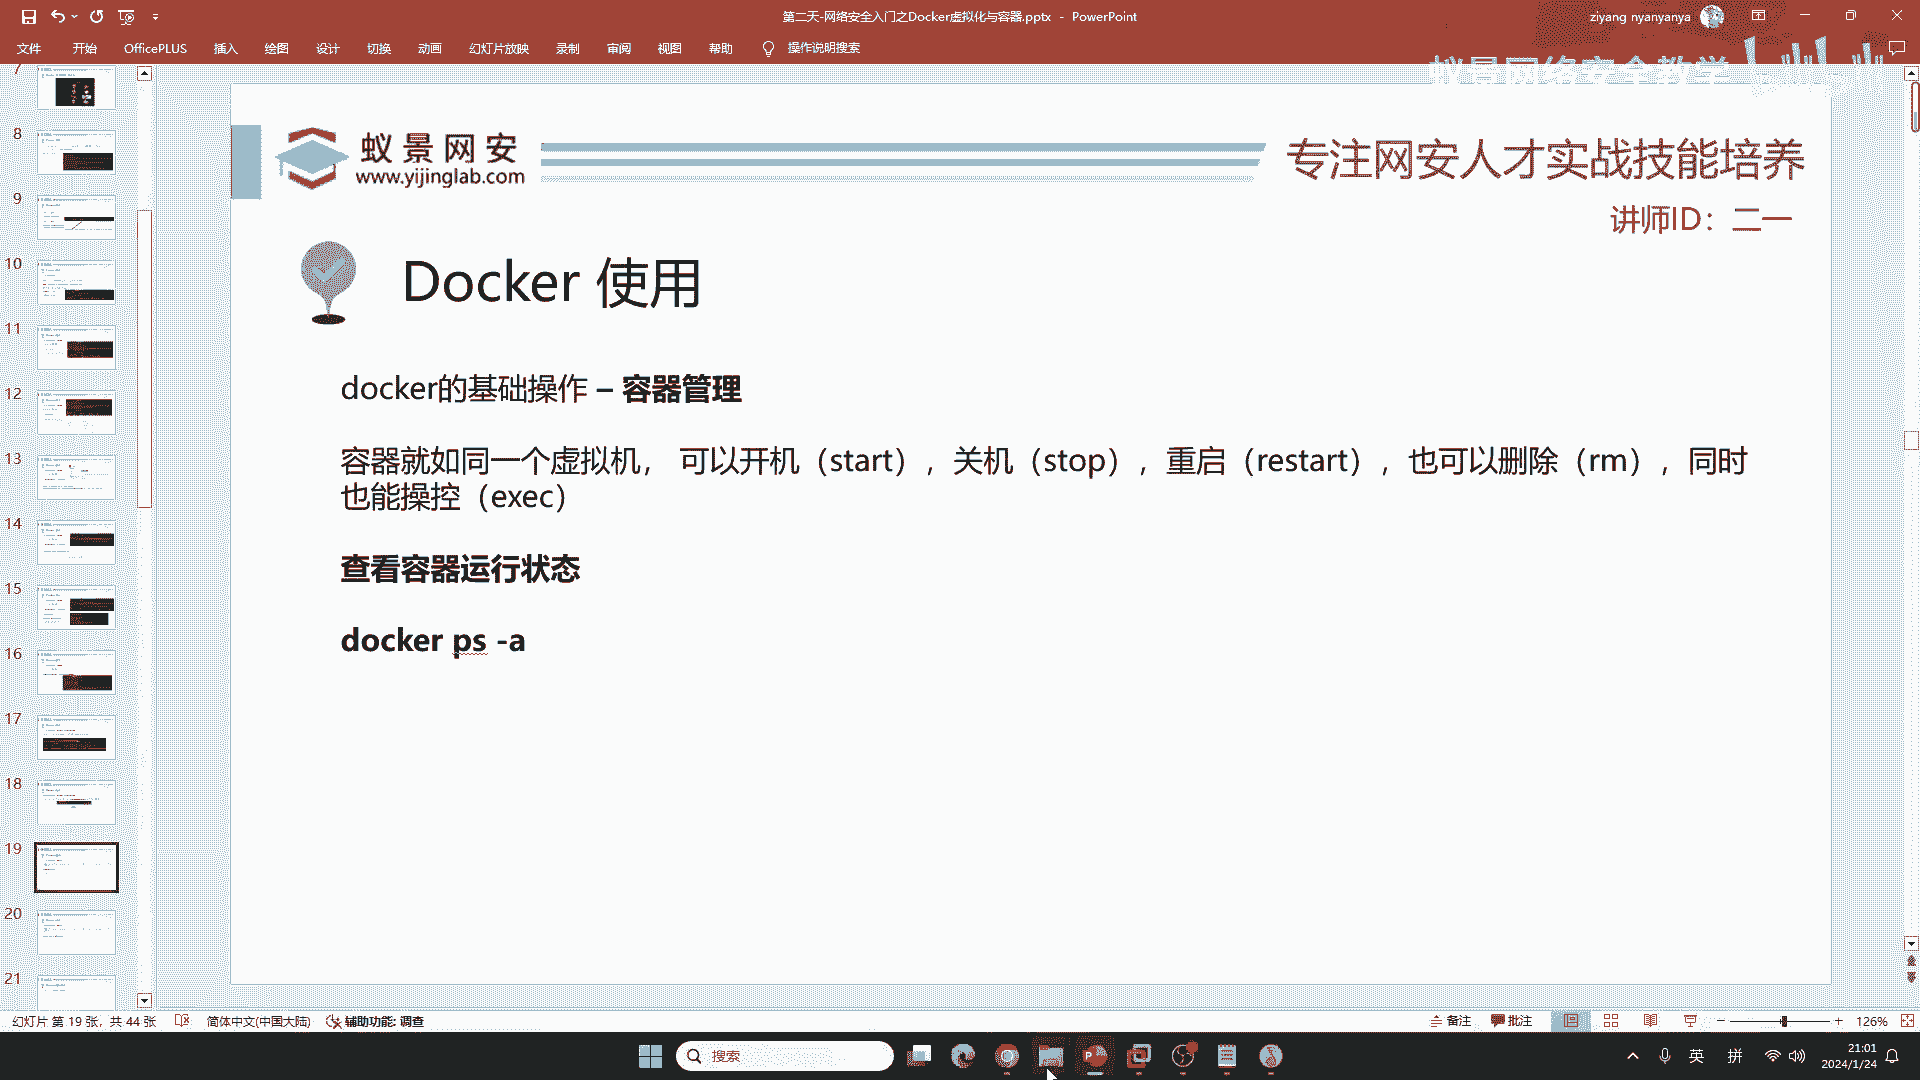 第二天-网络安全入门之Docker虚拟化与容器.pptx - PowerPoint
ziyang nyanyanya
文件 开始 OfficePLUS 插入 绘图 设计 切换 动画 幻灯片放映 录制 审阅 视图 帮助 操作说明搜索
蚁景网络安全教学
蚁景网安
www.yijinglab.com
专注网安人才实战技能培养
讲师ID：二一
Docker 使用
docker的基础操作 – 容器管理
容器就如同一个虚拟机， 可以开机（start），关机（stop），重启（restart），也可以删除（rm），同时
也能操控（exec）
查看容器运行状态
docker ps -a
7
8
9
10
11
12
13
14
15
16
17
18
19
20
21
幻灯片 第 19 张，共 44 张 简体中文(中国大陆) 辅助功能: 调查 备注 批注 126%
搜索
英 拼 21:01
2024/1/24